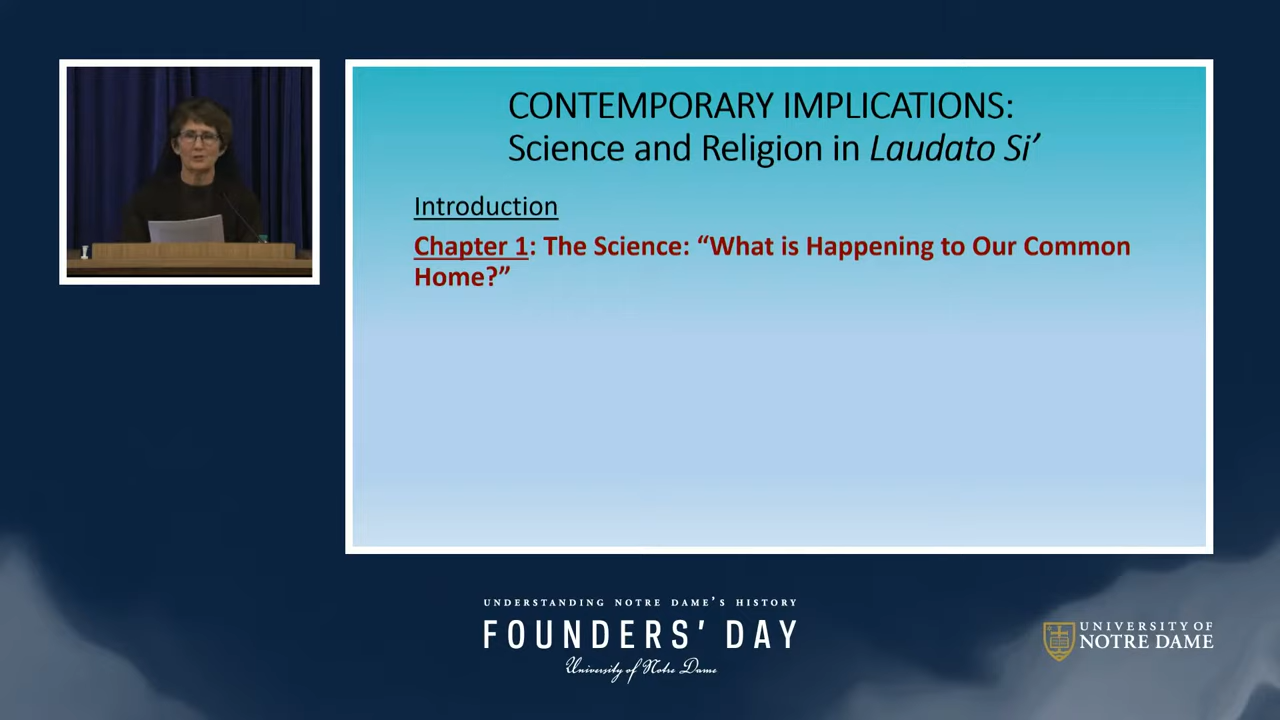 CONTEMPORARY IMPLICATIONS:
Science and Religion in Laudato Si’
Introduction
Chapter 1: The Science: “What is Happening to Our Common
Home?”
UNDERSTANDING NOTRE DAME’S HISTORY
FOUNDERS’ DAY
University of Notre Dame
UNIVERSITY OF
NOTRE DAME